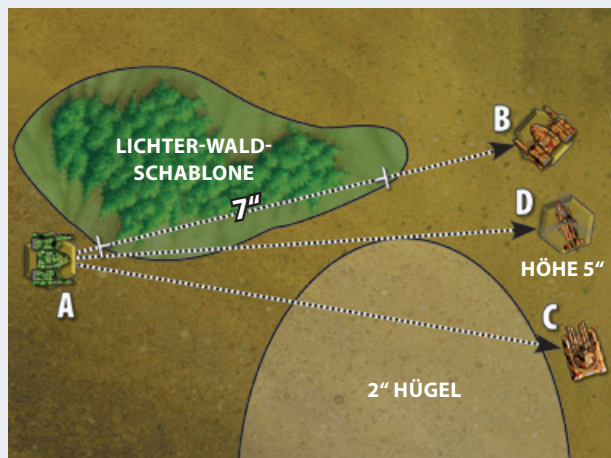 LICHTER-WALD-
SCHABLONE
7“
A
B
D
HÖHE 5“
C
2“ HÜGEL